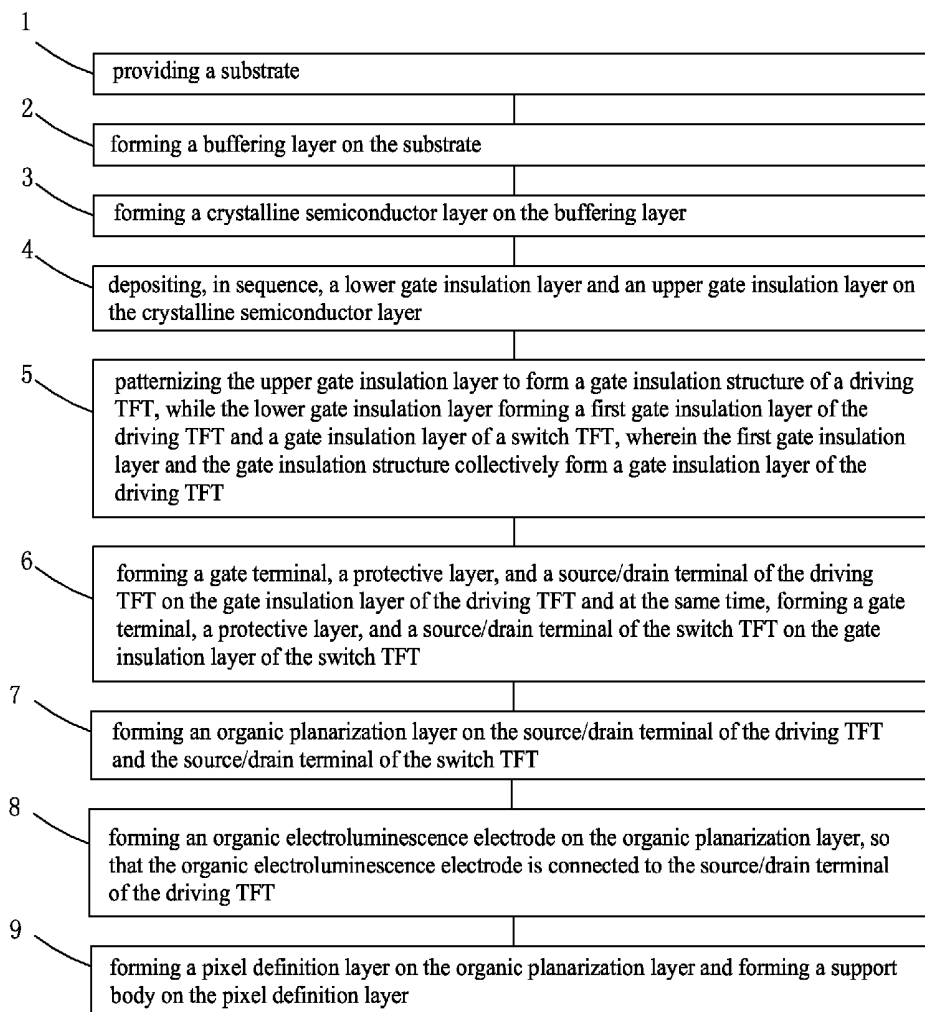 1
providing a substrate
2
forming a buffering layer on the substrate
3
forming a crystalline semiconductor layer on the buffering layer
4
depositing, in sequence, a lower gate insulation layer and an upper gate insulation layer on
the crystalline semiconductor layer
5
patternizing the upper gate insulation layer to form a gate insulation structure of a driving
TFT, while the lower gate insulation layer forming a first gate insulation layer of the
driving TFT and a gate insulation layer of a switch TFT, wherein the first gate insulation
layer and the gate insulation structure collectively form a gate insulation layer of the
driving TFT
6
forming a gate terminal, a protective layer, and a source/drain terminal of the driving
TFT on the gate insulation layer of the driving TFT and at the same time, forming a gate
terminal, a protective layer, and a source/drain terminal of the switch TFT on the gate
insulation layer of the switch TFT
7
forming an organic planarization layer on the source/drain terminal of the driving TFT
and the source/drain terminal of the switch TFT
8
forming an organic electroluminescence electrode on the organic planarization layer, so
that the organic electroluminescence electrode is connected to the source/drain terminal
of the driving TFT
9
forming a pixel definition layer on the organic planarization layer and forming a support
body on the pixel definition layer